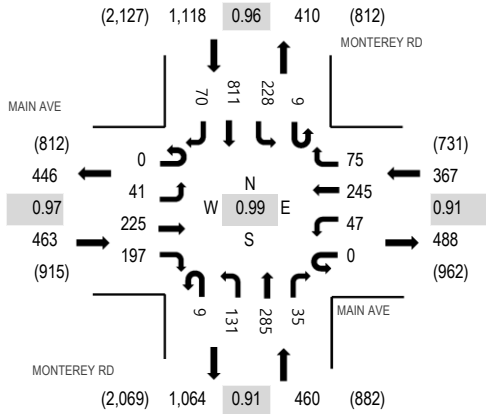 (2,127) 1,118 0.96 410 (812)
MONTEREY RD
70 811 228 9
MAIN AVE
(812) (731)
446 0 75 367
0.97 41 N 245 0.91
W 0.99 E
463 225 S 47 488
(915) 197 0 (962)
9 131 285 35
MAIN AVE
MONTEREY RD
(2,069) 1,064 0.91 460 (882)